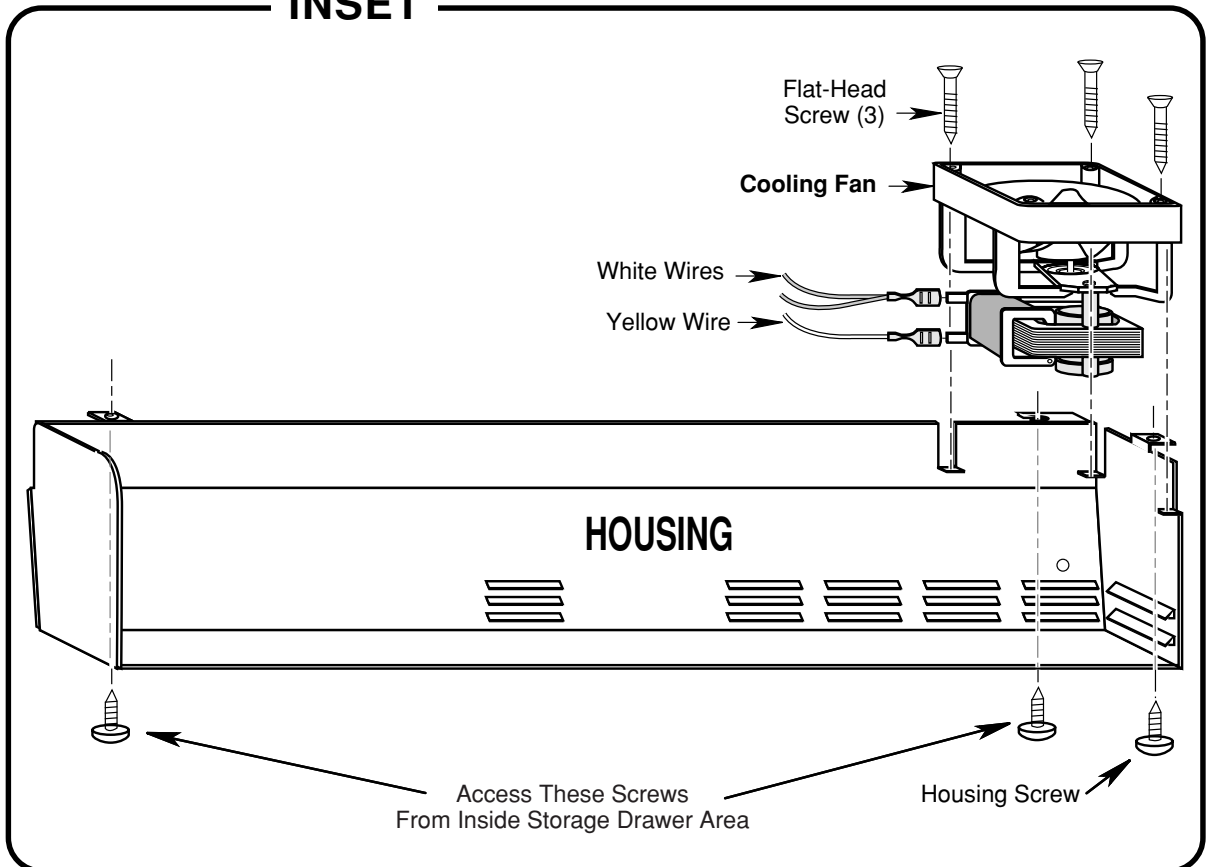 INSET
Flat-Head
Screw (3)
Cooling Fan
White Wires
Yellow Wire
HOUSING
Access These Screws
From Inside Storage Drawer Area
Housing Screw